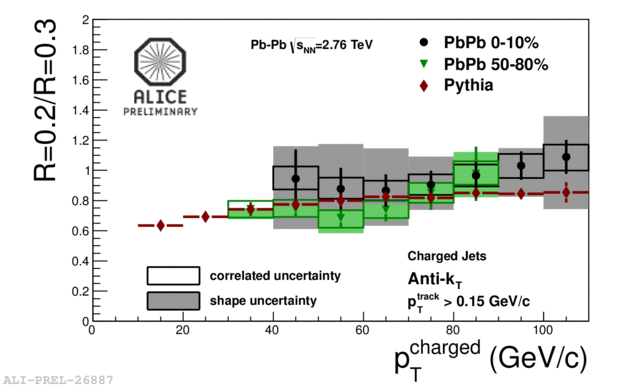 R=0.2/R=0.3
2
1.8
1.6
1.4
1.2
1
0.8
0.6
0.4
0.2
0
ALICE
PRELIMINARY
Pb-Pb √sNN=2.76 TeV
PbPb 0-10%
PbPb 50-80%
Pythia
correlated uncertainty
shape uncertainty
Charged Jets
Anti-kT
pTtrack > 0.15 GeV/c
0 20 40 60 80 100
pTcharged (GeV/c)
ALI-PREL-26887